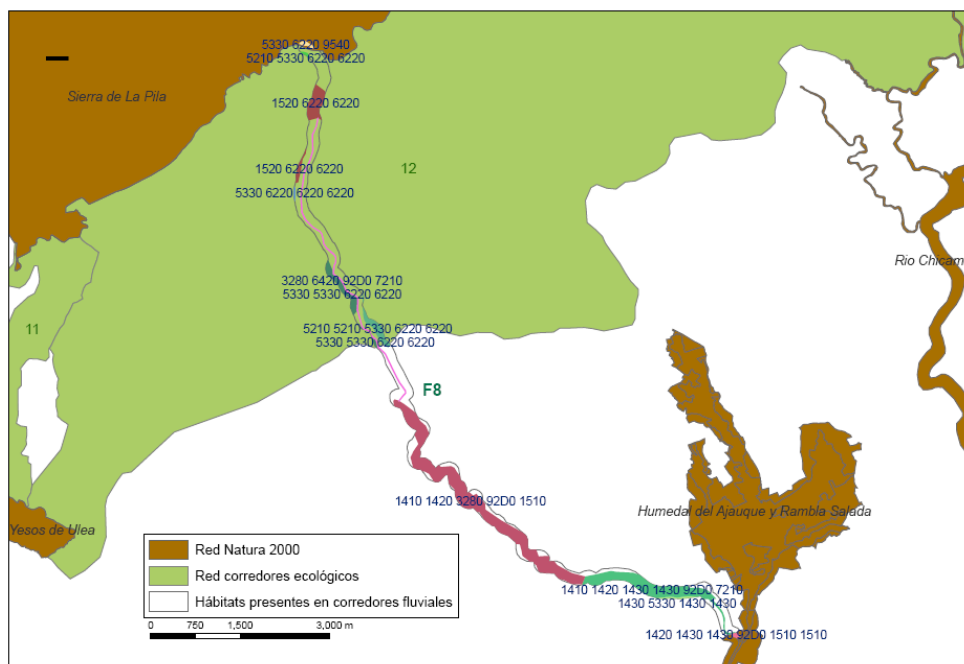 5330 6220 9540
5210 5330 6220 6220
Sierra de La Pila
1520 6220 6220
1520 6220 6220
12
5330 6220 6220 6220
Rio Chicam
3280 6420 92D0 7210
5330 5330 6220 6220
11
5210 5210 5330 6220 6220
5330 5330 6220 6220
F8
1410 1420 3280 92D0 1510
Humedal del Ajauque y Rambla Salada
Yesos de Ulea
Red Natura 2000
Red corredores ecológicos
Hábitats presentes en corredores fluviales
1410 1420 1430 1430 92D0 7210
1430 5330 1430 1430
0 750 1,500 3,000 m
1420 1430 1430 92D0 1510 1510